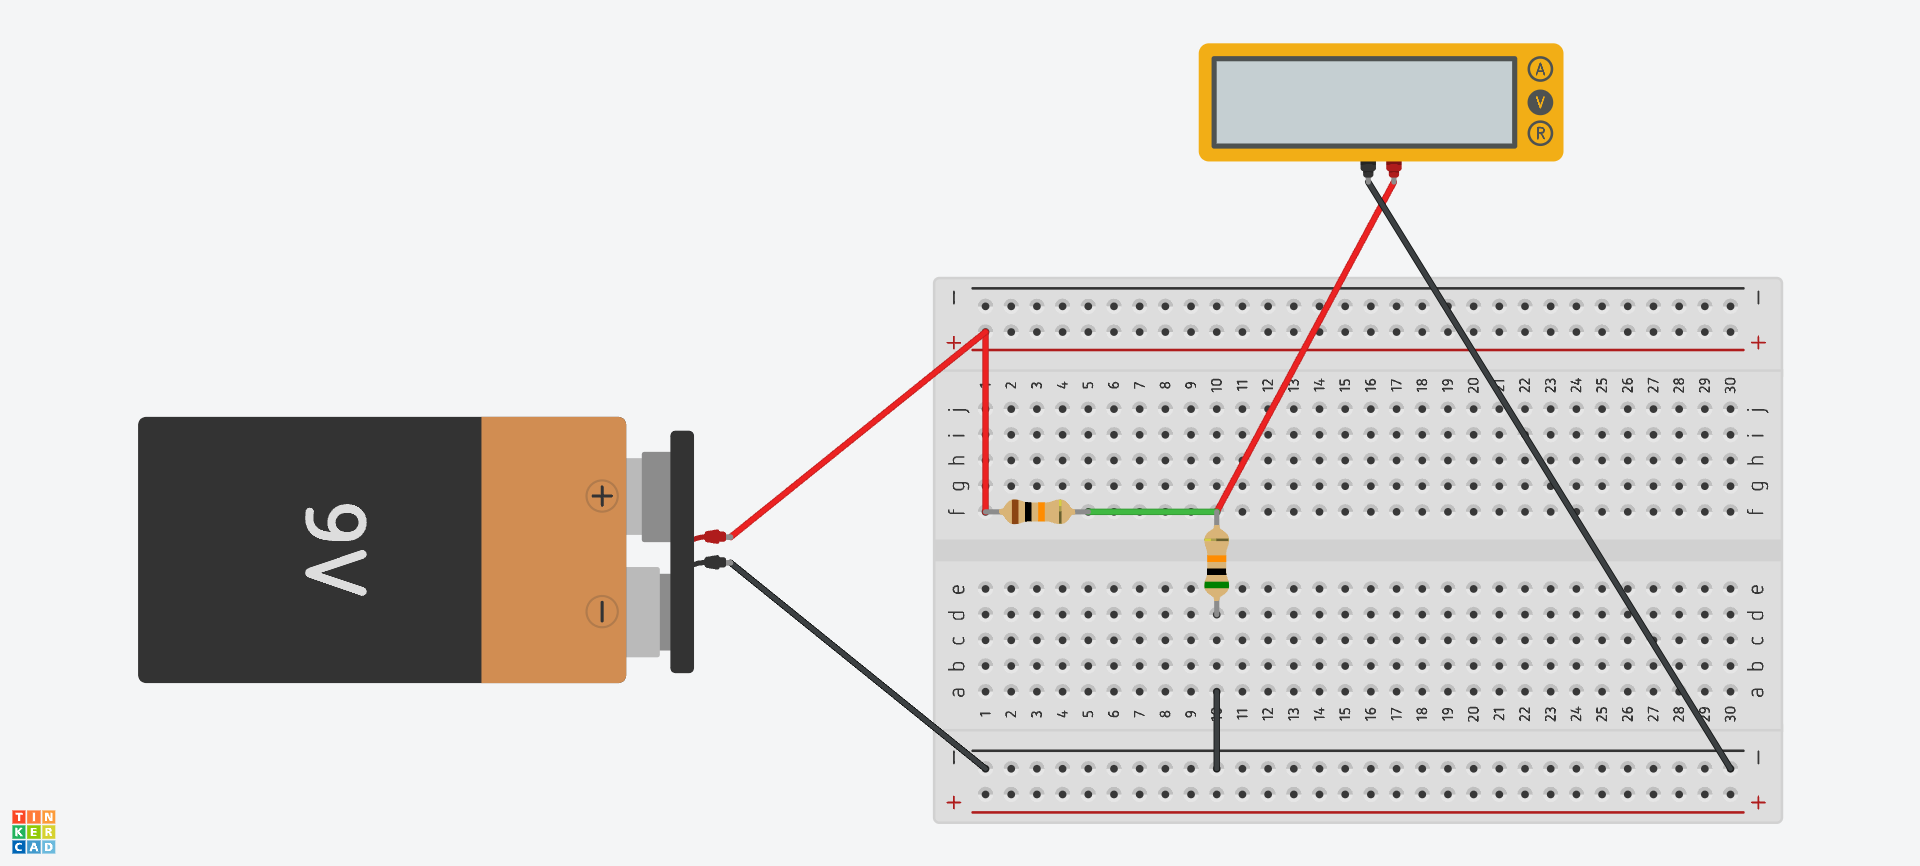 A
V
R
9V
+
−
− −
+ +
1 2 3 4 5 6 7 8 9 10 11 12 13 14 15 16 17 18 19 20 21 22 23 24 25 26 27 28 29 30
j j
i i
h h
g g
f f
e e
d d
c c
b b
a a
1 2 3 4 5 6 7 8 9 10 11 12 13 14 15 16 17 18 19 20 21 22 23 24 25 26 27 28 29 30
− −
+ +
TIN
KER
CAD